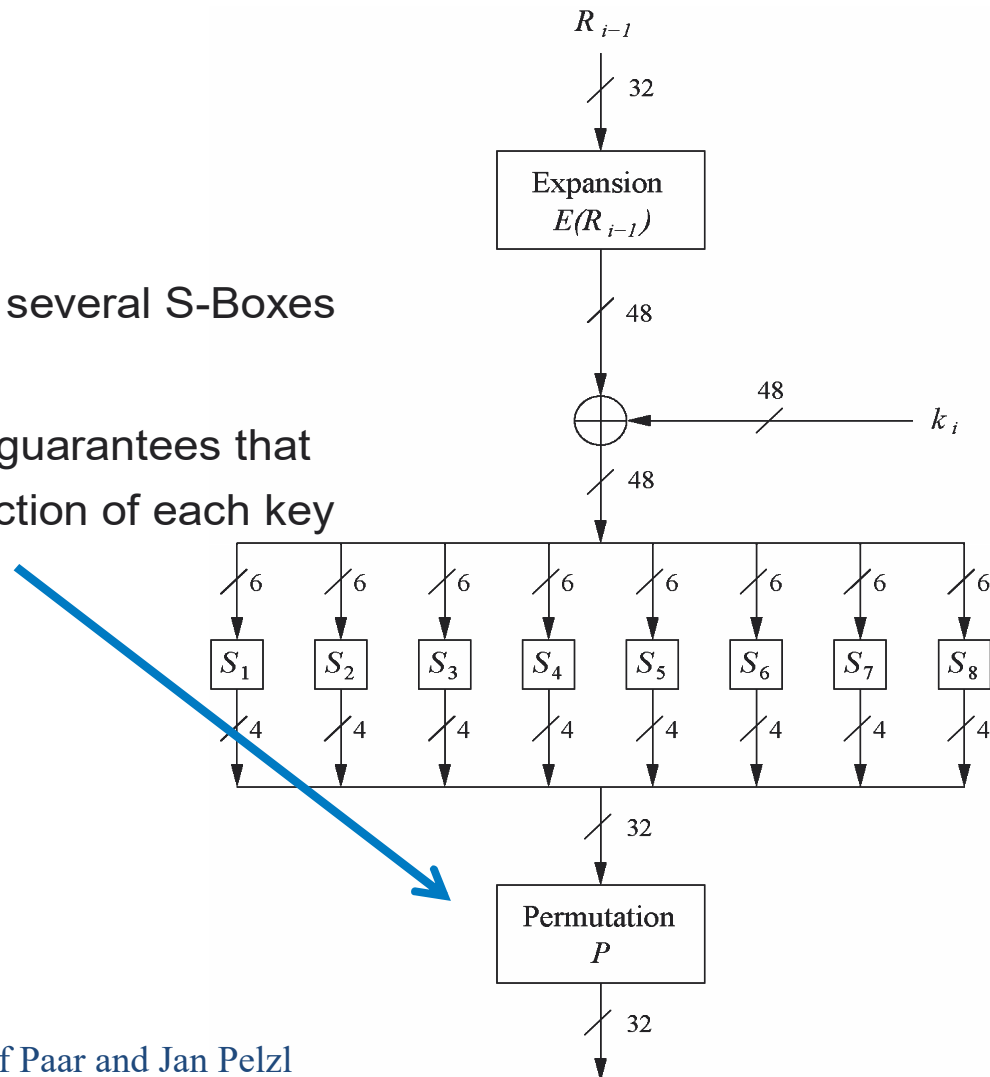 R i−1
32
Expansion
E(R i−1)
several S-Boxes
48
48
k i
guarantees that
48
ction of each key
6 6 6 6 6 6 6 6
S1 S2 S3 S4 S5 S6 S7 S8
4 4 4 4 4 4 4 4
32
Permutation
P
32
f Paar and Jan Pelzl